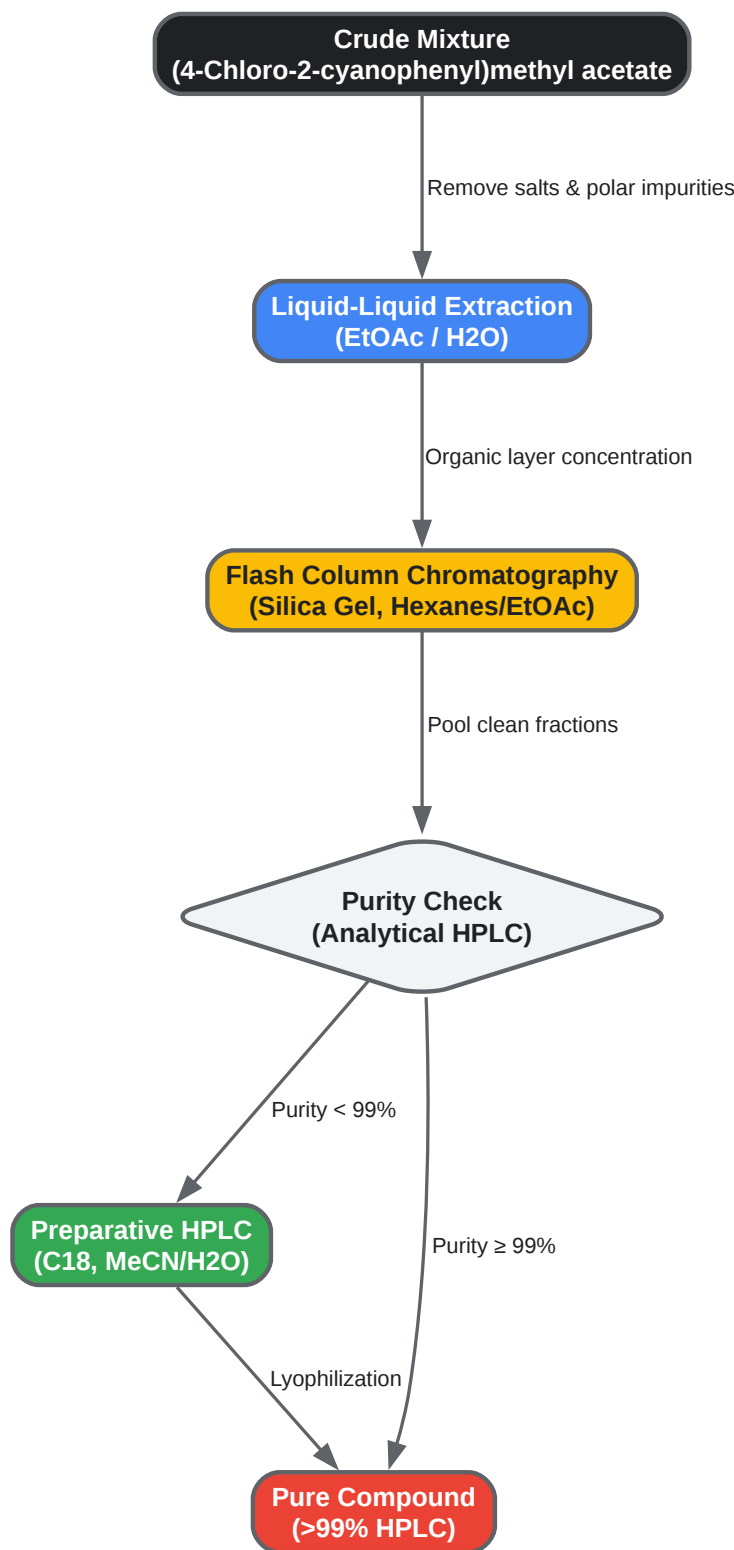 Crude Mixture
(4-Chloro-2-cyanophenyl)methyl acetate
Remove salts & polar impurities
Liquid-Liquid Extraction
(EtOAc / H2O)
Organic layer concentration
Flash Column Chromatography
(Silica Gel, Hexanes/EtOAc)
Pool clean fractions
Purity Check
(Analytical HPLC)
Purity < 99%
Preparative HPLC
(C18, MeCN/H2O)
Purity ≥ 99%
Lyophilization
Pure Compound
(>99% HPLC)